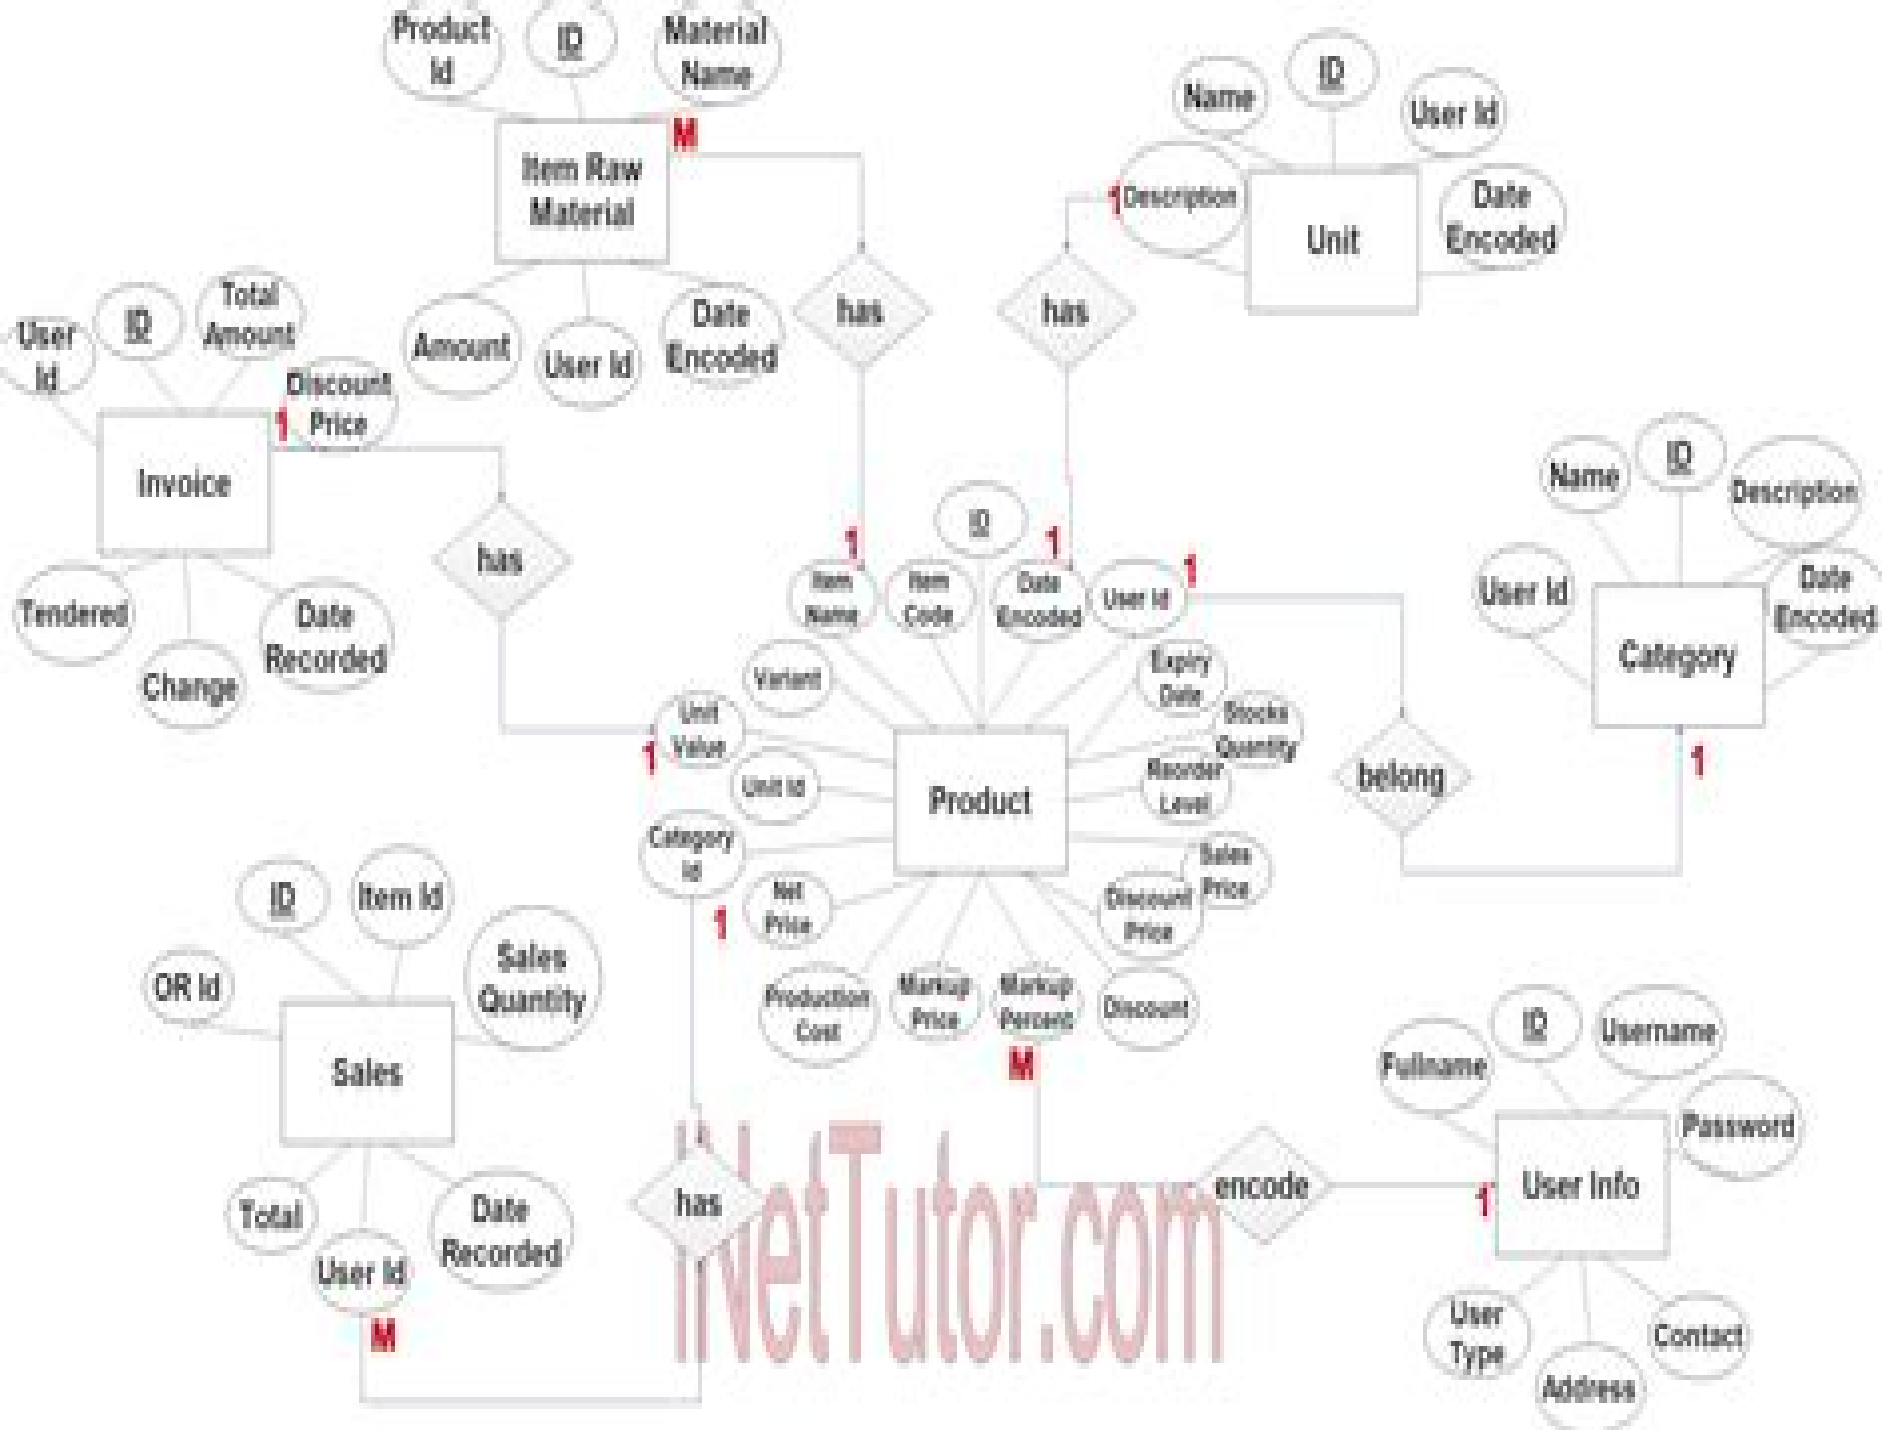 Product
Id
ID
Material
Name
M
Item Raw
Material
Amount
User Id
Date
Encoded
has
Name
ID
User Id
1
Description
Date
Encoded
Unit
has
User
Id
ID
Total
Amount
Discount
Price
1
Invoice
Tendered
Change
Date
Recorded
has
Name
ID
Description
User Id
Date
Encoded
Category
1
belong
1
1
1
ID
Item
Name
Item
Code
Date
Encoded
User Id
Expiry
Date
Variant
Unit
Value
1
Stocks
Quantity
Unit Id
Product
Reorder
Level
Category
Id
1
Net
Price
Sales
Price
Discount
Price
Production
Cost
Markup
Price
Markup
Percent
Discount
M
ID
Item Id
OR Id
Sales
Quantity
Sales
Total
User Id
Date
Recorded
M
has
iNetTutor.com
encode
Fullname
ID
Username
Password
1
User Info
User
Type
Address
Contact